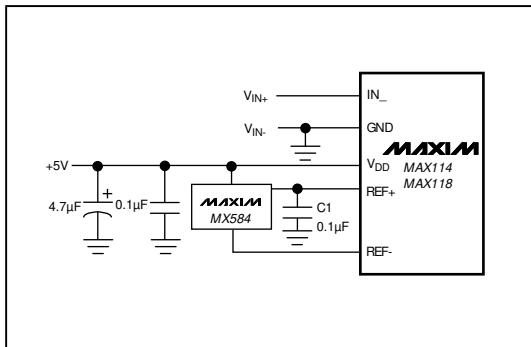 VIN+
IN_
VIN-
GND
MAXIM
+5V
VDD
MAX114
MAX118
REF+
4.7µF
+
0.1µF
MAXIM
MX584
C1
0.1µF
REF-